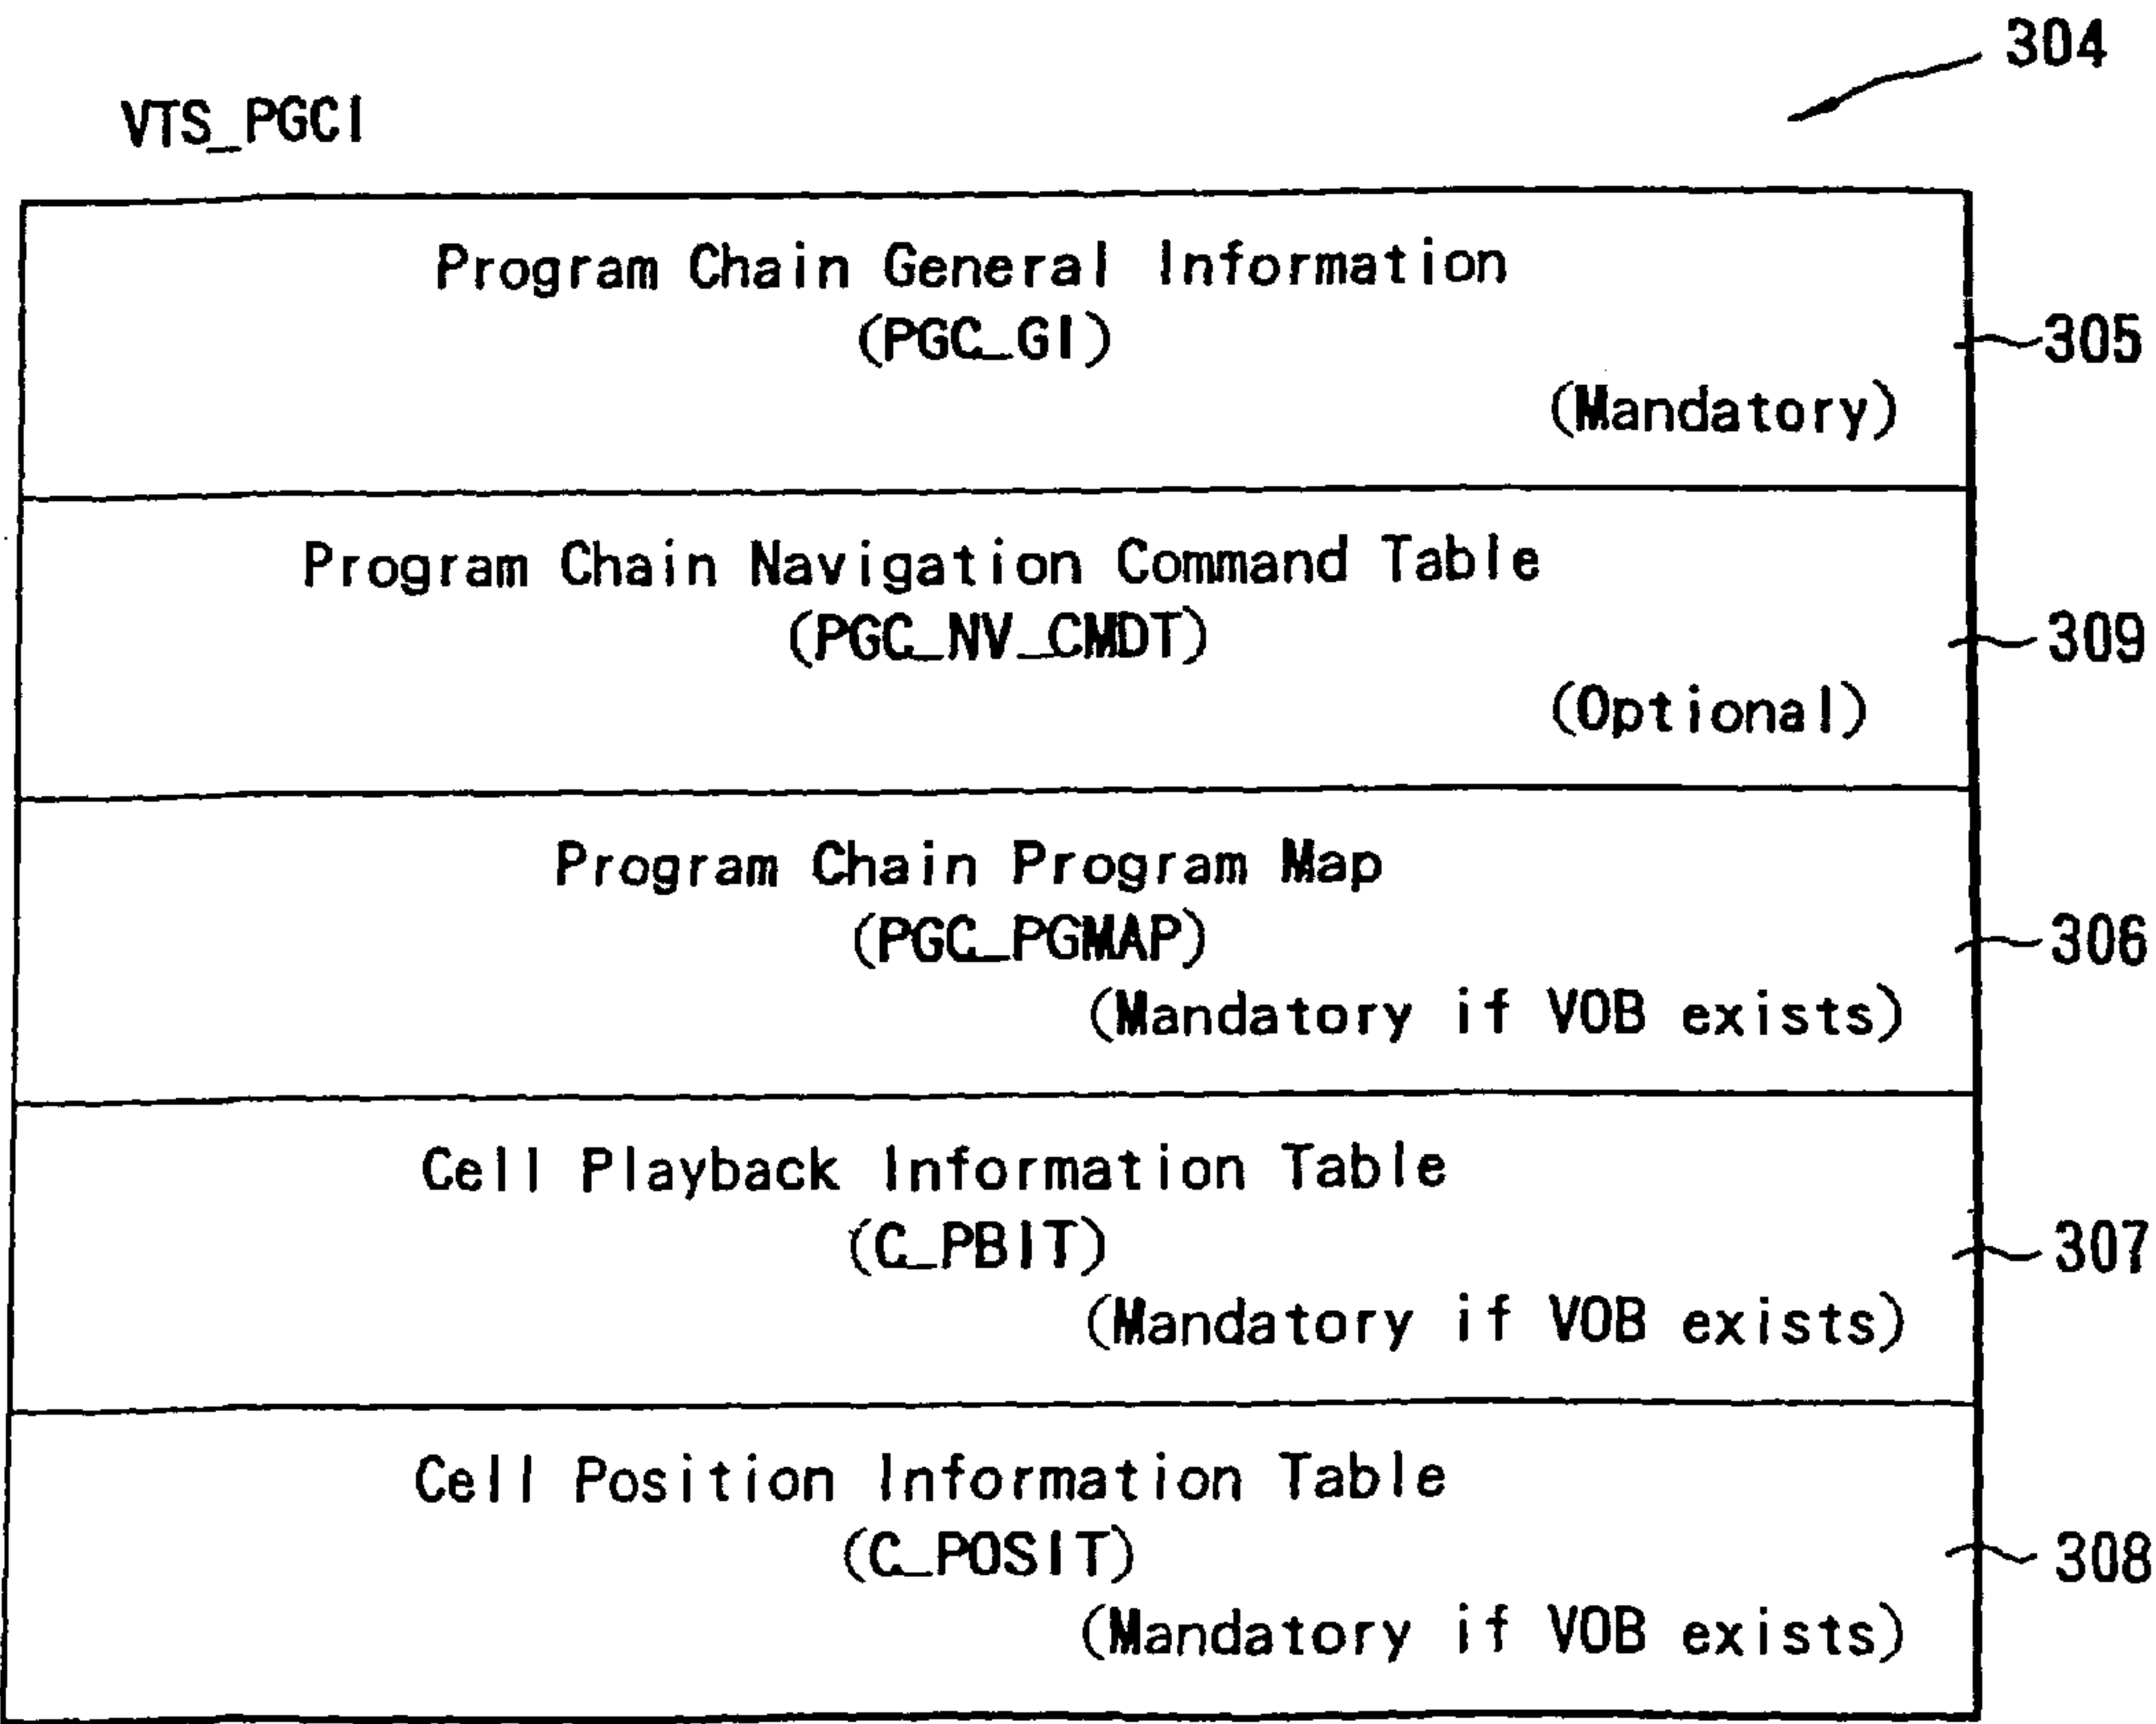 304
VTS_PGCI
Program Chain General Information
(PGC_GI)
305
(Mandatory)
Program Chain Navigation Command Table
(PGC_NV_CMDT)
309
(Optional)
Program Chain Program Map
(PGC_PGMAP)
306
(Mandatory if VOB exists)
Cell Playback Information Table
(C_PBIT)
307
(Mandatory if VOB exists)
Cell Position Information Table
(C_POSIT)
308
(Mandatory if VOB exists)